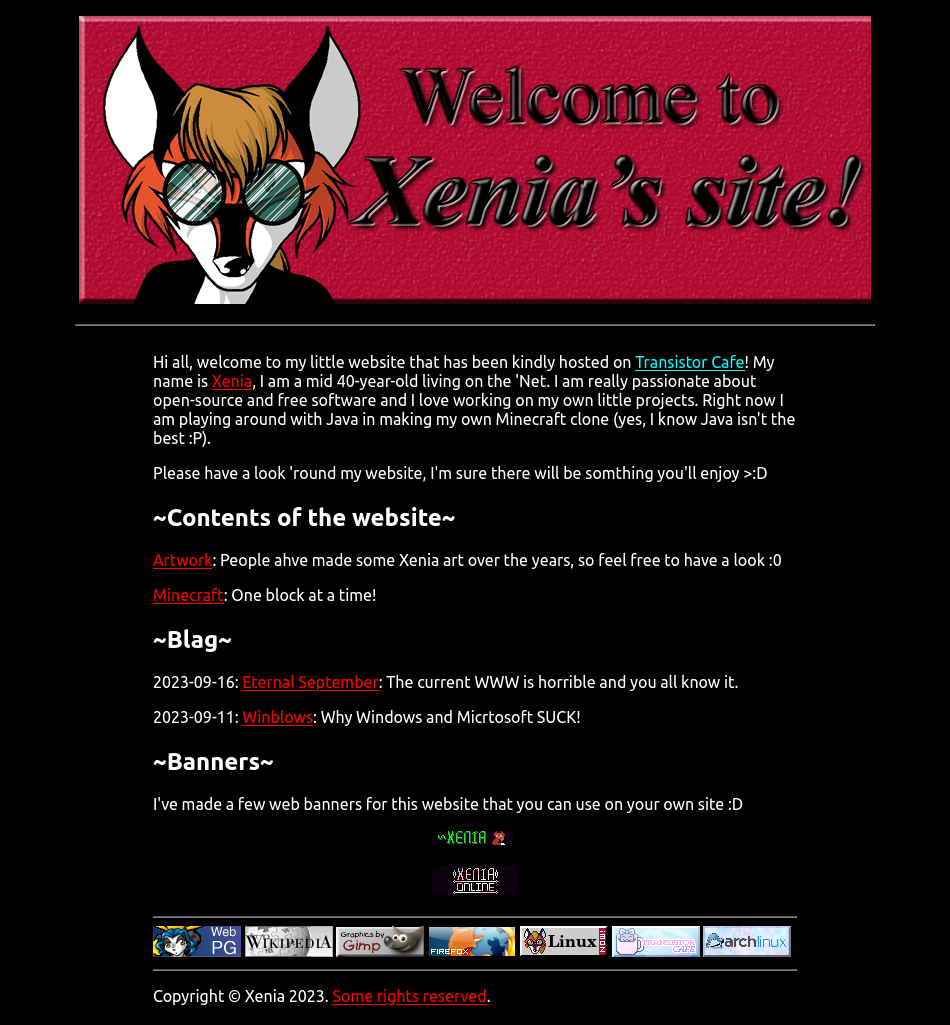 Welcome to
Xenia's site!
Hi all, welcome to my little website that has been kindly hosted on Transistor Cafe! My
name is Xenia, I am a mid 40-year-old living on the 'Net. I am really passionate about
open-source and free software and I love working on my own little projects. Right now I
am playing around with Java in making my own Minecraft clone (yes, I know Java isn't the
best :P).
Please have a look 'round my website, I'm sure there will be somthing you'll enjoy >:D
~Contents of the website~
Artwork: People ahve made some Xenia art over the years, so feel free to have a look :0
Minecraft: One block at a time!
~Blag~
2023-09-16: Eternal September: The current WWW is horrible and you all know it.
2023-09-11: Winblows: Why Windows and Micrtosoft SUCK!
~Banners~
I've made a few web banners for this website that you can use on your own site :D
~XENIA
(XENIA)
ONLINE
Web PG
WIKIPEDIA
Graphics by Gimp
FIREFOX
Linux NOW!
TRANSISTOR CAFE
archlinux
Copyright © Xenia 2023. Some rights reserved.